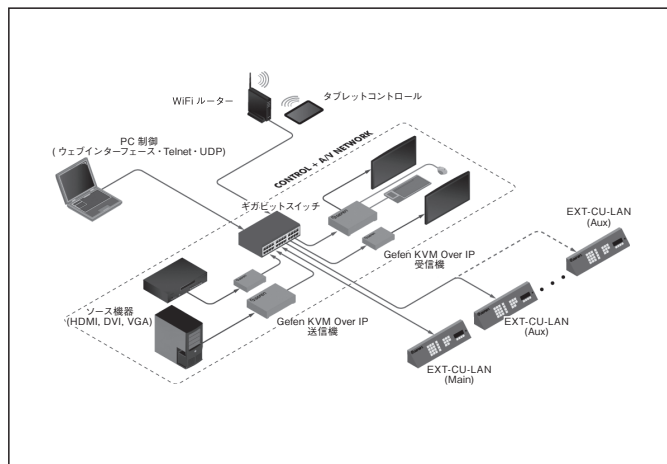 WiFi ルーター
タブレットコントロール
PC 制御
( ウェブインターフェース・Telnet・UDP)
CONTROL + A/V NETWORK
ギガビットスイッチ
EXT-CU-LAN
(Aux)
Gefen KVM Over IP
受信機
ソース機器
(HDMI, DVI, VGA)
Gefen KVM Over IP
送信機
EXT-CU-LAN
(Aux)
EXT-CU-LAN
(Main)